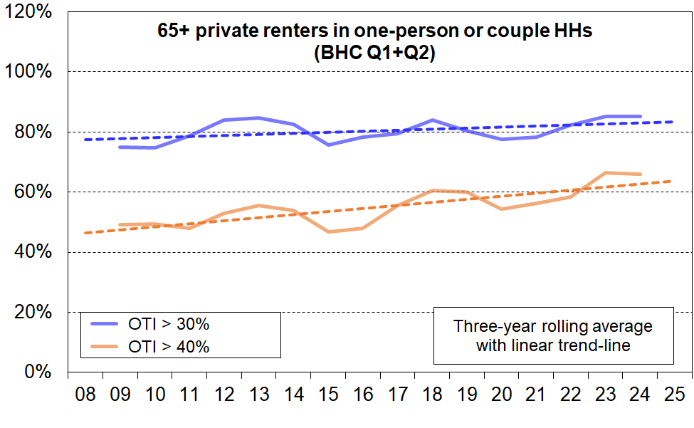 65+ private renters in one-person or couple HHs
(BHC Q1+Q2)
120%
100%
80%
60%
40%
20%
0%
OTI > 30%
OTI > 40%
Three-year rolling average
with linear trend-line
08 09 10 11 12 13 14 15 16 17 18 19 20 21 22 23 24 25